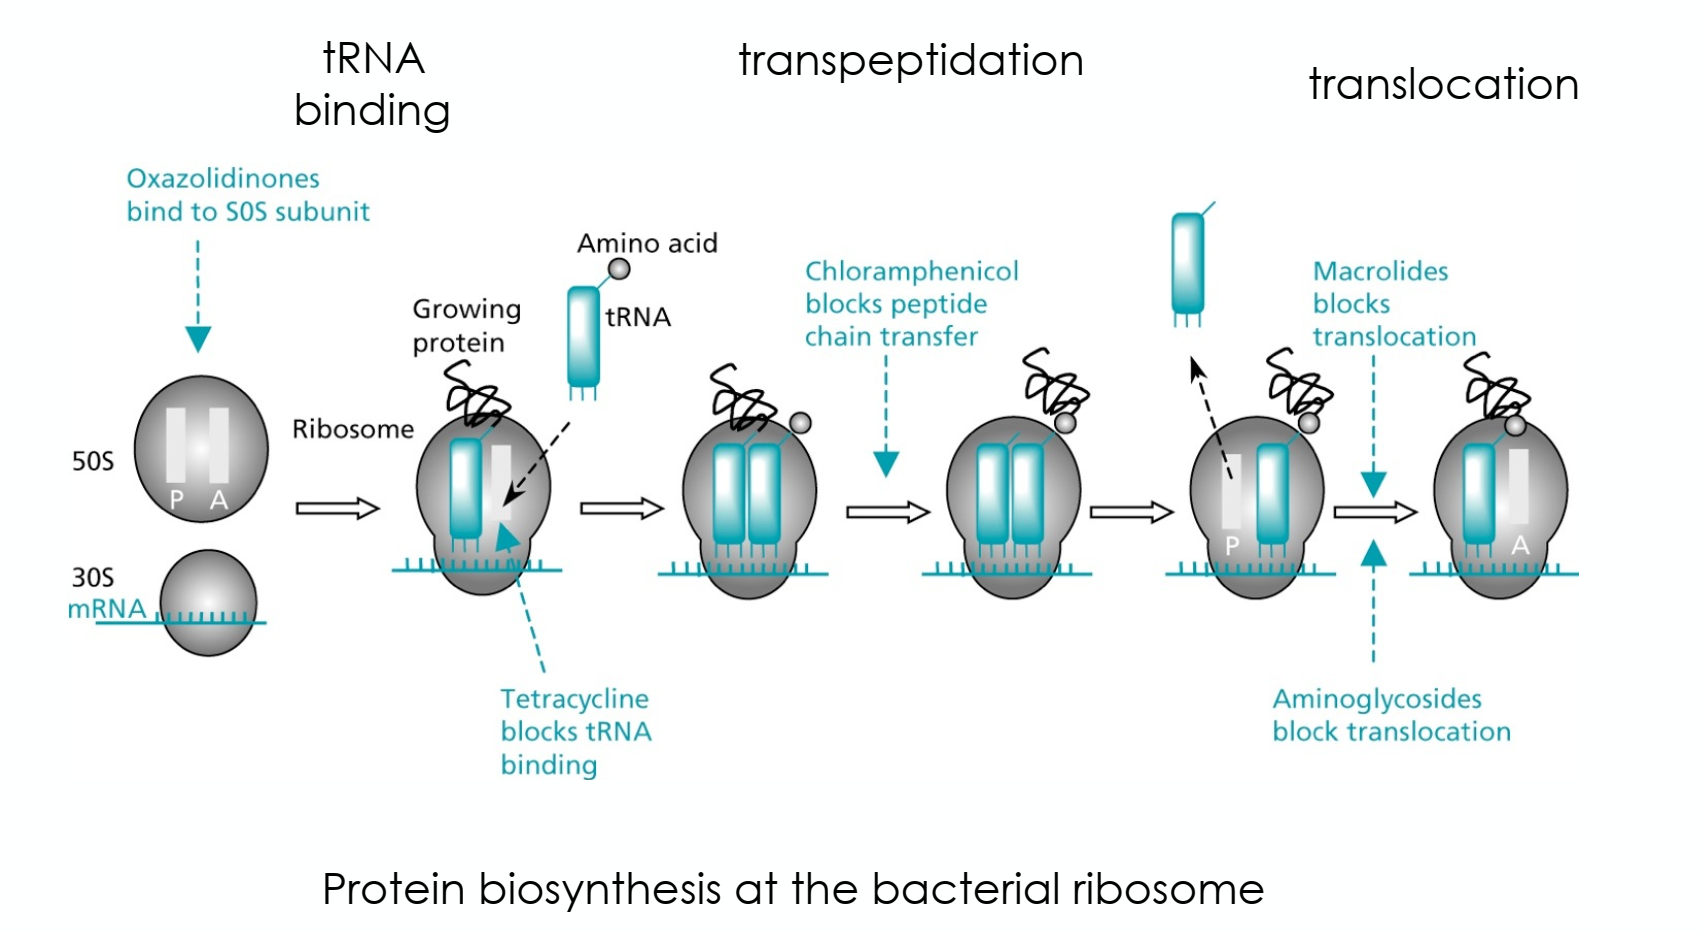 tRNA
binding
transpeptidation
translocation
Oxazolidinones
bind to S0S subunit
Amino acid
tRNA
Growing
protein
Chloramphenicol
blocks peptide
chain transfer
Macrolides
blocks
translocation
Ribosome
50S
P A
P
A
30S
mRNA
Tetracycline
blocks tRNA
binding
Aminoglycosides
block translocation
Protein biosynthesis at the bacterial ribosome